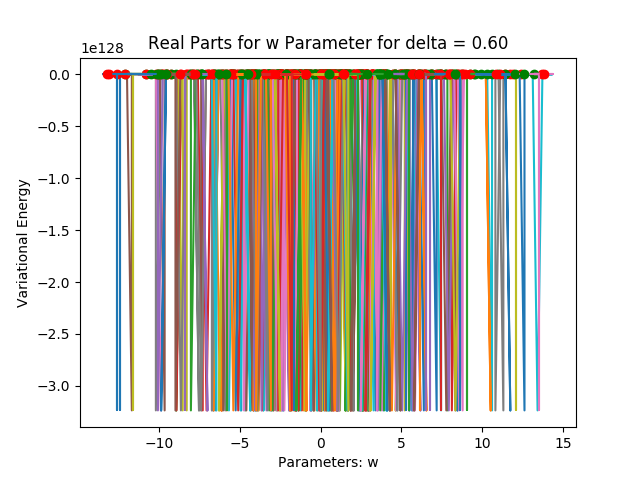 Real Parts for w Parameter for delta = 0.60
1e128
0.0
−0.5
−1.0
−1.5
−2.0
−2.5
−3.0
Variational Energy
−10 −5 0 5 10 15
Parameters: w